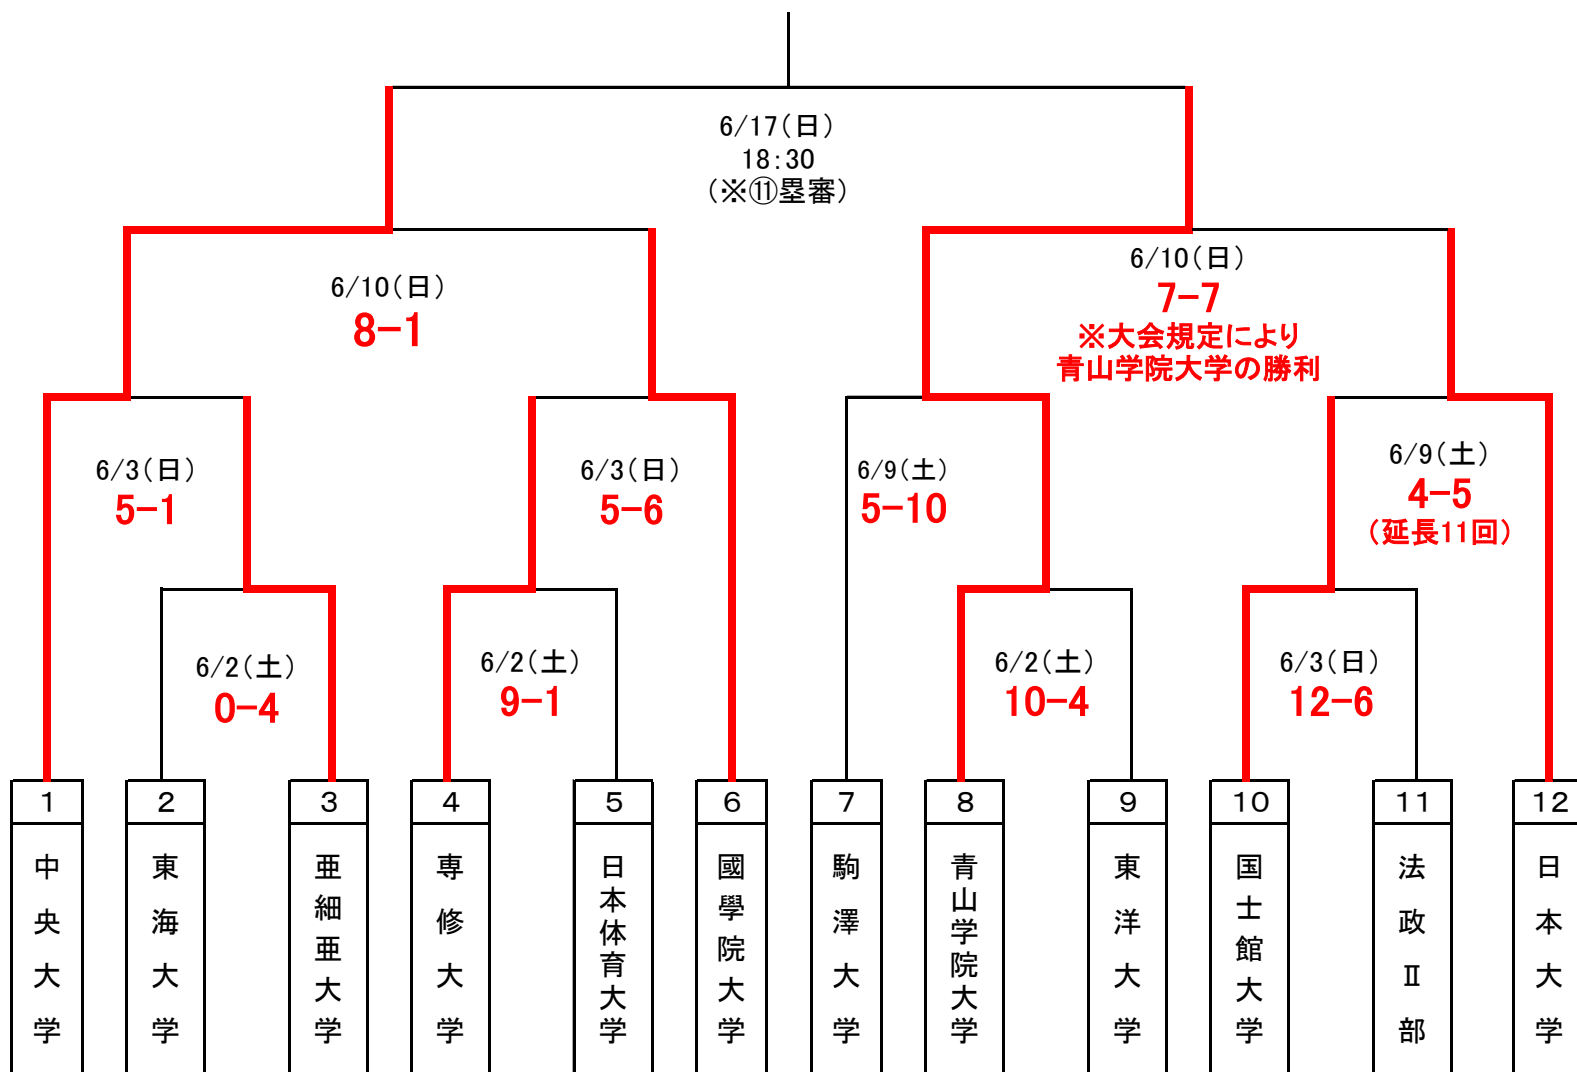 6/17(日)
18:30
(※⑪塁審)
6/10(日)
8-1
6/10(日)
7-7
※大会規定により
青山学院大学の勝利
6/3(日)
5-1
6/3(日)
5-6
6/9(土)
5-10
6/9(土)
4-5
(延長11回)
6/2(土)
0-4
6/2(土)
9-1
6/2(土)
10-4
6/3(日)
12-6
1
中央大学
2
東海大学
3
亜細亜大学
4
専修大学
5
日本体育大学
6
國學院大学
7
駒澤大学
8
青山学院大学
9
東洋大学
10
国士館大学
11
法政Ⅱ部
12
日本大学